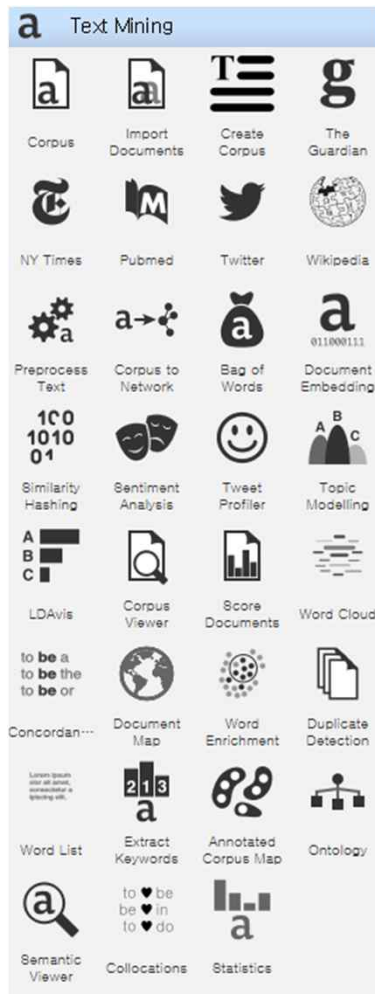 a Text Mining
a
a
T
g
Corpus
Import
Documents
Create
Corpus
The
Guardian
M
W
NY Times
Pubmed
Twitter
Wikipedia
a
a
a
a
011000111
Preprocess
Text
Corpus to
Network
Bag of
Words
Document
Embedding
100
1010
01
A B C
Similarity
Hashing
Sentiment
Analysis
Tweet
Profiler
Topic
Modelling
A
B
C
LDAvis
Corpus
Viewer
Score
Documents
Word Cloud
to be a
to be the
to be or
Concordan…
Document
Map
Word
Enrichment
Duplicate
Detection
Lorem ipsum
2 1 3
a
Word List
Extract
Keywords
Annotated
Corpus Map
Ontology
a
to ♥ be
be ♥ in
to ♥ do
a
Semantic
Viewer
Collocations
Statistics